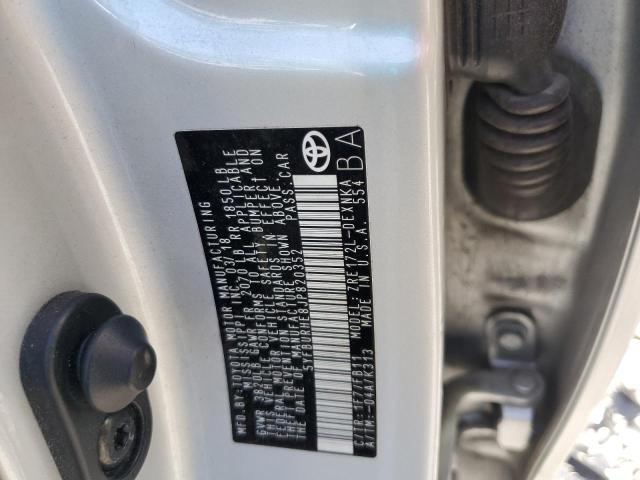 MFD.BY: TOYOTA MOTOR MANUFACTURING
MISSISSIPPI, INC. 03/18
GVWR 3820LB GAWR FR 2070 LB RR 1850 LB
THIS VEHICLE CONFORMS TO ALL APPLICABLE
FEDERAL MOTOR VEHICLE SAFETY, BUMPER AND
THEFT PREVENTION STANDARDS IN EFFECT ON
THE DATE OF MANUFACTURE SHOWN ABOVE.
5YFBURHE8JP820352 PASS.CAR
C/TR: 1F7/FB11 MODEL: ZRE172L-DEXNKA
A/TM: -04A/K313 MADE IN U.S.A. 554
BA